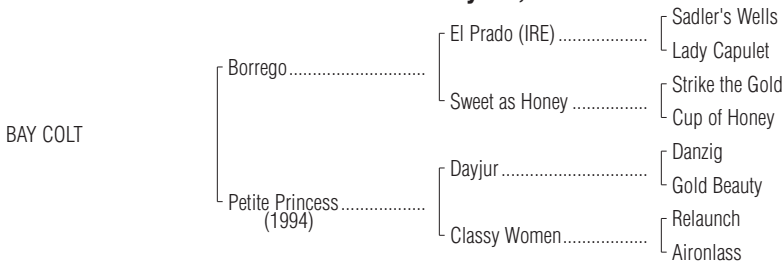 Sadler's Wells
El Prado (IRE)
Lady Capulet
Borrego
Strike the Gold
Sweet as Honey
Cup of Honey
BAY COLT
Danzig
Dayjur
Gold Beauty
Petite Princess
(1994)
Relaunch
Classy Women
Aironlass